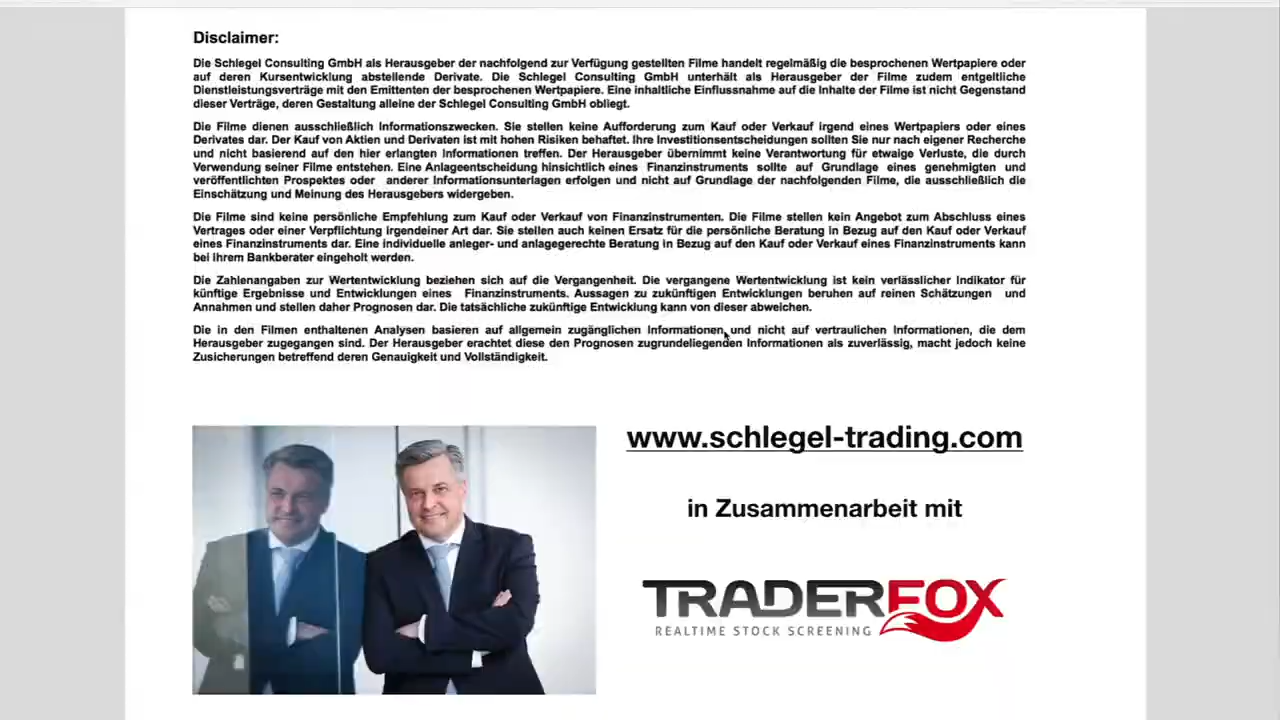 Disclaimer:
Die Schlegel Consulting GmbH als Herausgeber der nachfolgend zur Verfügung gestellten Filme handelt regelmäßig die besprochenen Wertpapiere oder
auf deren Kursentwicklung abstellende Derivate. Die Schlegel Consulting GmbH unterhält als Herausgeber der Filme zudem entgeltliche
Dienstleistungsverträge mit den Emittenten der besprochenen Wertpapiere. Eine inhaltliche Einflussnahme auf die Inhalte der Filme ist nicht Gegenstand
dieser Verträge, deren Gestaltung alleine der Schlegel Consulting GmbH obliegt.
Die Filme dienen ausschließlich Informationszwecken. Sie stellen keine Aufforderung zum Kauf oder Verkauf irgend eines Wertpapiers oder eines
Derivates dar. Der Kauf von Aktien und Derivaten ist mit hohen Risiken behaftet. Ihre Investitionsentscheidungen sollten Sie nur nach eigener Recherche
und nicht basierend auf den hier erlangten Informationen treffen. Der Herausgeber übernimmt keine Verantwortung für etwaige Verluste, die durch
Verwendung seiner Filme entstehen. Eine Anlageentscheidung hinsichtlich eines Finanzinstruments sollte auf Grundlage eines genehmigten und
veröffentlichten Prospektes oder anderer Informationsunterlagen erfolgen und nicht auf Grundlage der nachfolgenden Filme, die ausschließlich die
Einschätzung und Meinung des Herausgebers widergeben.
Die Filme sind keine persönliche Empfehlung zum Kauf oder Verkauf von Finanzinstrumenten. Die Filme stellen kein Angebot zum Abschluss eines
Vertrages oder einer Verpflichtung irgendeiner Art dar. Sie stellen auch keinen Ersatz für die persönliche Beratung in Bezug auf den Kauf oder Verkauf
eines Finanzinstruments dar. Eine individuelle anleger- und anlagegerechte Beratung in Bezug auf den Kauf oder Verkauf eines Finanzinstruments kann
bei Ihrem Bankberater eingeholt werden.
Die Zahlenangaben zur Wertentwicklung beziehen sich auf die Vergangenheit. Die vergangene Wertentwicklung ist kein verlässlicher Indikator für
künftige Ergebnisse und Entwicklungen eines Finanzinstruments. Aussagen zu zukünftigen Entwicklungen beruhen auf reinen Schätzungen und
Annahmen und stellen daher Prognosen dar. Die tatsächliche zukünftige Entwicklung kann von dieser abweichen.
Die in den Filmen enthaltenen Analysen basieren auf allgemein zugänglichen Informationen und nicht auf vertraulichen Informationen, die dem
Herausgeber zugegangen sind. Der Herausgeber erachtet diese den Prognosen zugrundeliegenden Informationen als zuverlässig, macht jedoch keine
Zusicherungen betreffend deren Genauigkeit und Vollständigkeit.
www.schlegel-trading.com
in Zusammenarbeit mit
TRADERFOX
REALTIME STOCK SCREENING